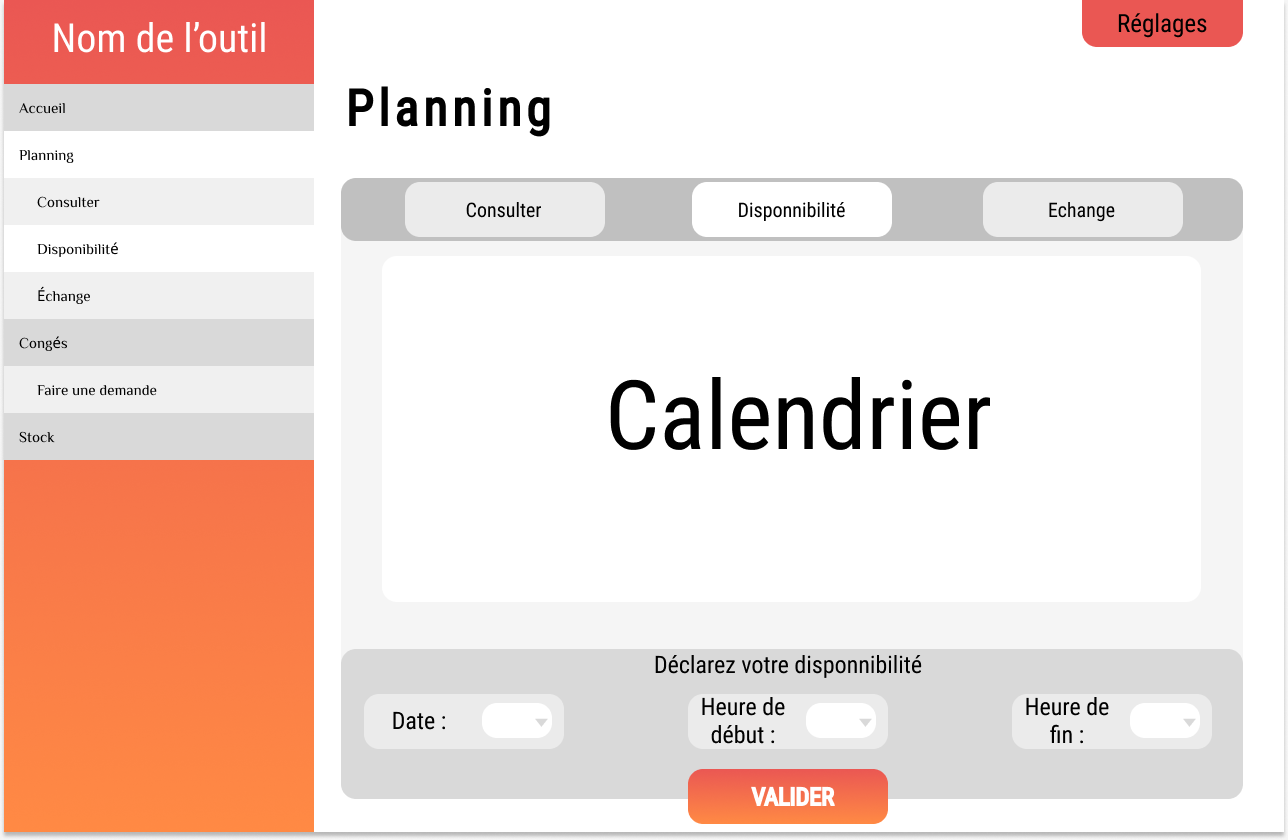 Nom de l’outil
Réglages
Accueil
Planning
Consulter
Disponibilité
Échange
Congés
Faire une demande
Stock
Planning
Consulter
Disponnibilité
Echange
Calendrier
Déclarez votre disponnibilité
Date :
Heure de
début :
Heure de
fin :
VALIDER